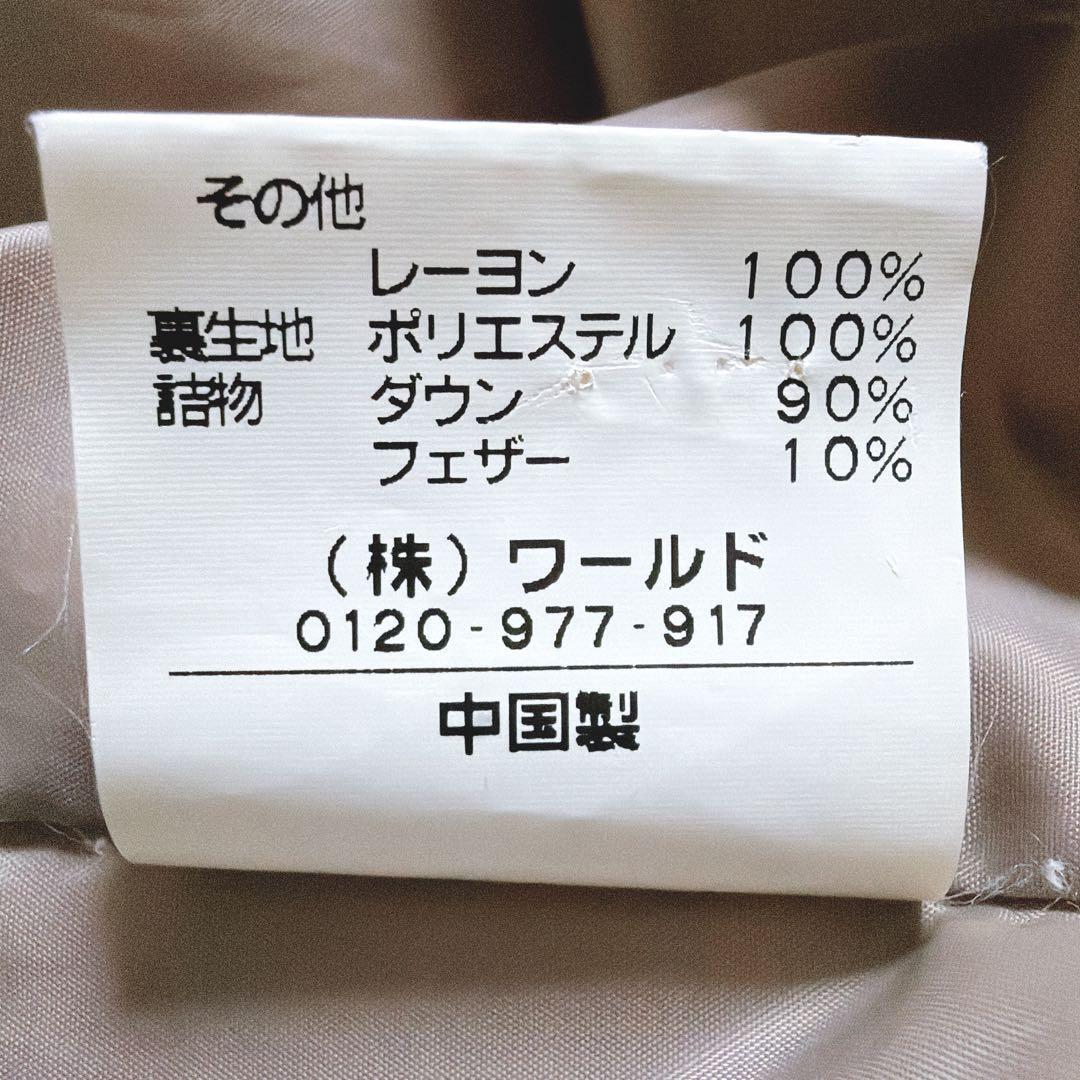 その他
レーヨン 100%
裏生地 ポリエステル 100%
詰物 ダウン 90%
フェザー 10%
(株)ワールド
0120-977-917
中国製